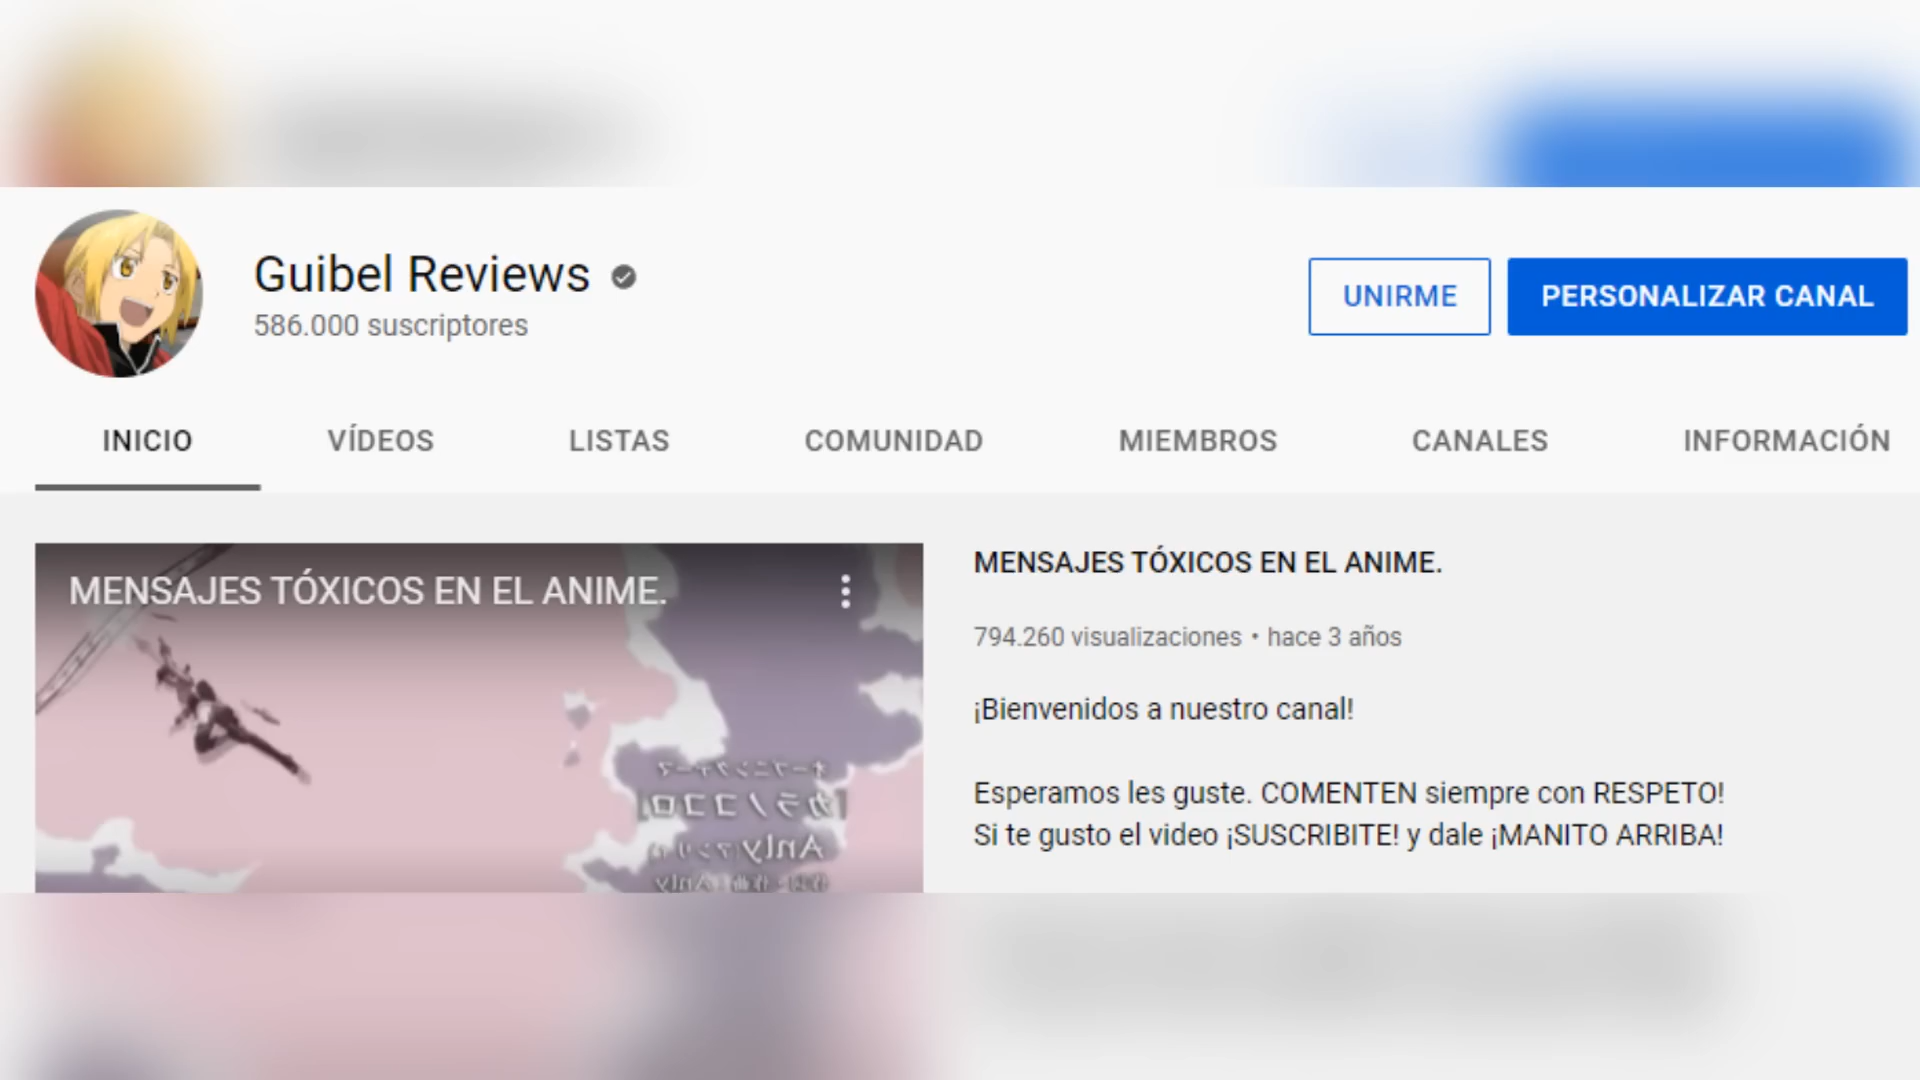 Guibel Reviews
586.000 suscriptores
UNIRME
PERSONALIZAR CANAL
INICIO
VÍDEOS
LISTAS
COMUNIDAD
MIEMBROS
CANALES
INFORMACIÓN
MENSAJES TÓXICOS EN EL ANIME.
Anly
Anly
MENSAJES TÓXICOS EN EL ANIME.
794.260 visualizaciones • hace 3 años
¡Bienvenidos a nuestro canal!
Esperamos les guste. COMENTEN siempre con RESPETO!
Si te gusto el video ¡SUSCRIBITE! y dale ¡MANITO ARRIBA!